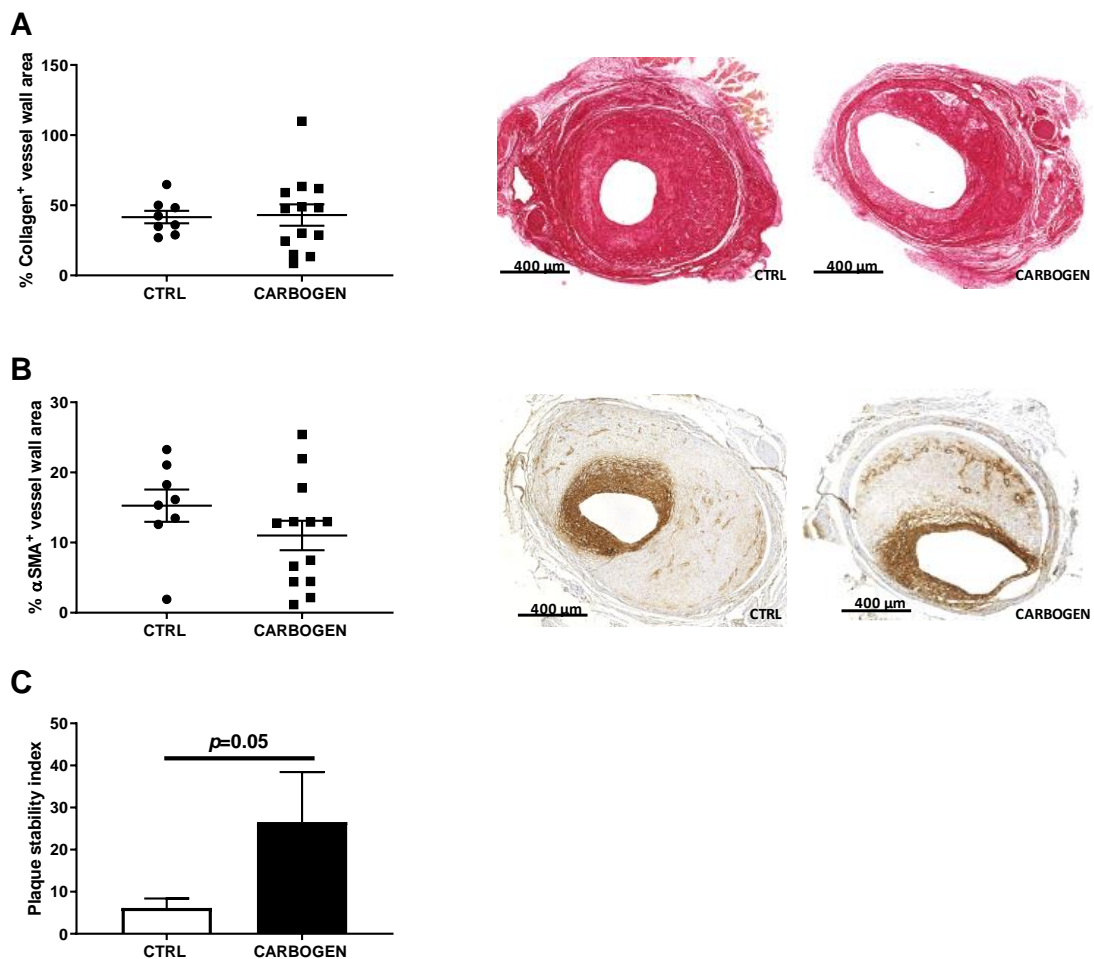 A
% Collagen⁺ vessel wall area
150
100
50
0
CTRL
CARBOGEN
400 µm
CTRL
400 µm
CARBOGEN
B
% αSMA⁺ vessel wall area
30
20
10
0
CTRL
CARBOGEN
400 µm
CTRL
400 µm
CARBOGEN
C
Plaque stability index
50
40
30
20
10
0
p=0.05
CTRL
CARBOGEN